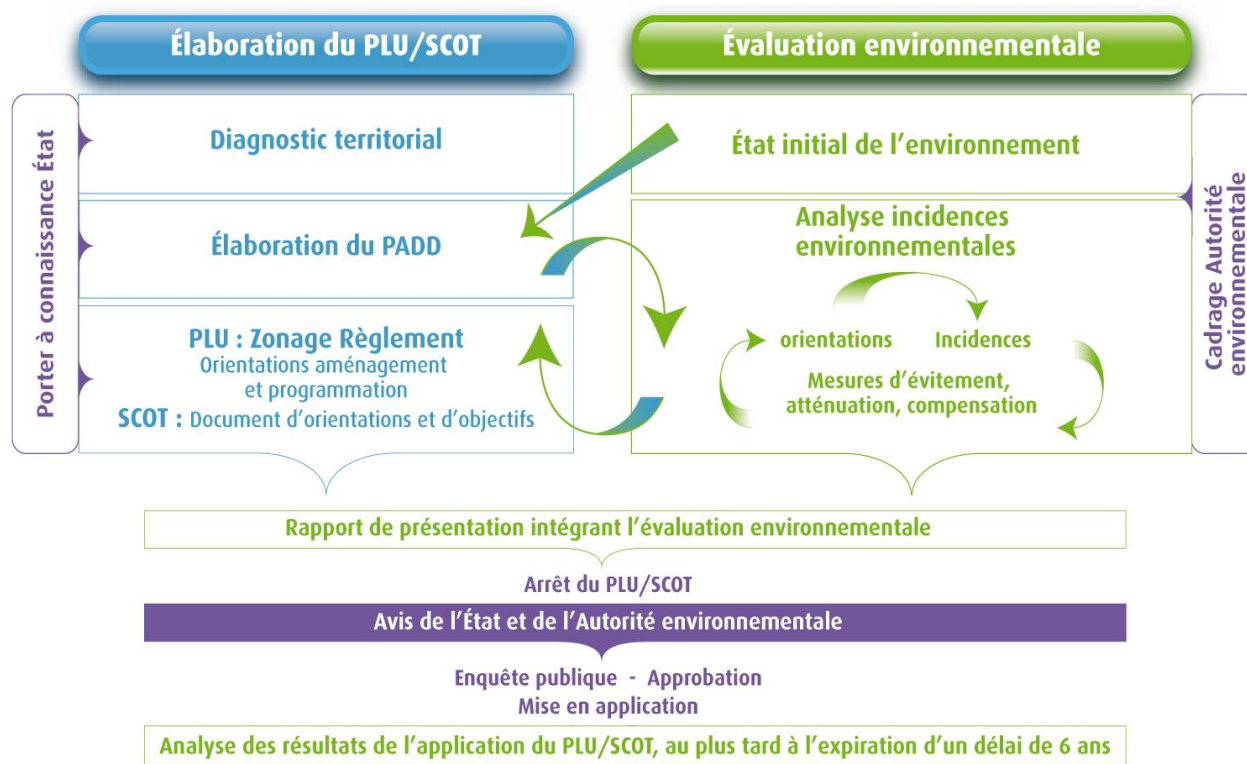 Élaboration du PLU/SCOT
Évaluation environnementale
Porter à connaissance État
Diagnostic territorial
État initial de l'environnement
Cadrage Autorité
environnementale
Élaboration du PADD
Analyse incidences
environnementales
PLU : Zonage Règlement
Orientations aménagement
et programmation
SCOT : Document d'orientations et d'objectifs
orientations
Incidences
Mesures d'évitement,
atténuation, compensation
Rapport de présentation intégrant l'évaluation environnementale
Arrêt du PLU/SCOT
Avis de l'État et de l'Autorité environnementale
Enquête publique - Approbation
Mise en application
Analyse des résultats de l'application du PLU/SCOT, au plus tard à l'expiration d'un délai de 6 ans